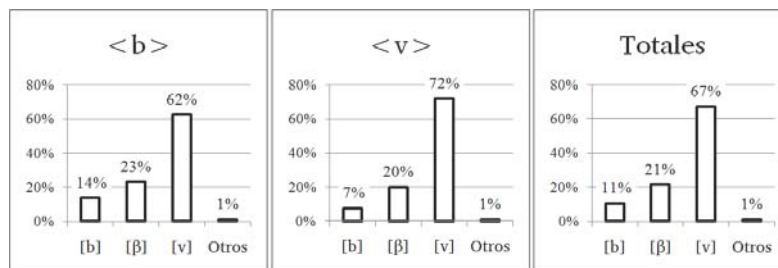 < b >
80%
60%
40%
20%
0%
14%
23%
62%
1%
[b]
[β]
[v]
Otros
< v >
80%
60%
40%
20%
0%
7%
20%
72%
1%
[b]
[β]
[v]
Otros
Totales
80%
60%
40%
20%
0%
11%
21%
67%
1%
[b]
[β]
[v]
Otros